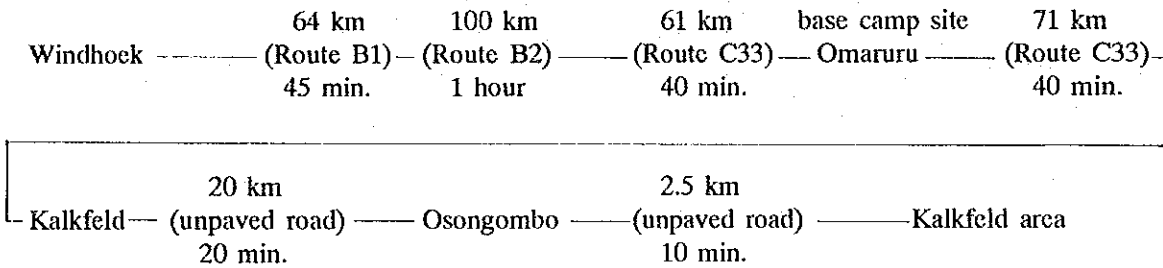 64 km 100 km 61 km base camp site 71 km
Windhoek (Route B1) (Route B2) (Route C33) Omaruru (Route C33)
45 min. 1 hour 40 min. 40 min.
20 km 2.5 km
Kalkfeld (unpaved road) Osongombo (unpaved road) Kalkfeld area
20 min. 10 min.